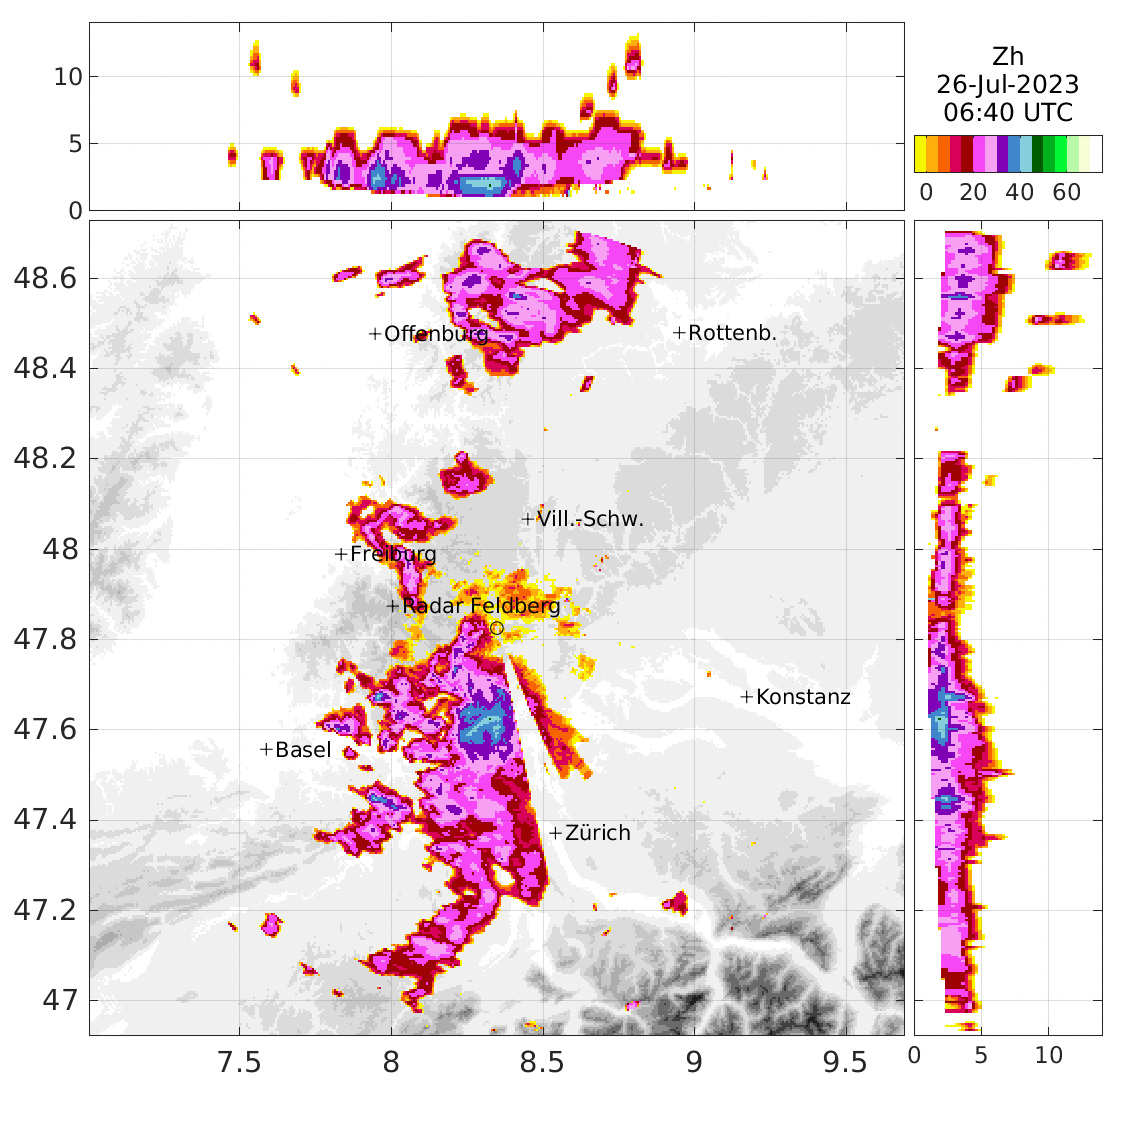 Zh
26-Jul-2023
06:40 UTC
0 20 40 60
10
5
0
48.6
48.4
48.2
48
47.8
47.6
47.4
47.2
47
+Offenburg
+Rottenb.
+Vill.-Schw.
+Freiburg
+Radar Feldberg
+Konstanz
+Basel
+Zürich
7.5 8 8.5 9 9.5
0 5 10